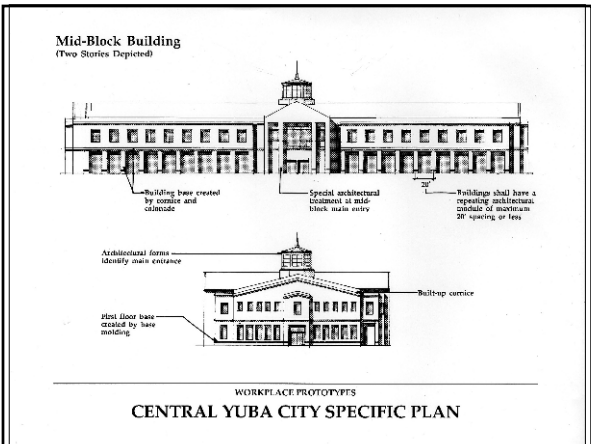 Mid-Block Building
(Two Stories Depicted)
Building base created
by cornice and
colonade
Special architectural
treatment at mid-
block main entry
20'
Buildings shall have a
repeating architectural
module of maximum
20' spacing or less
Architectural forms
identify main entrance
Built-up cornice
First floor base
created by base
molding
WORKPLACE PROTOTYPES
CENTRAL YUBA CITY SPECIFIC PLAN